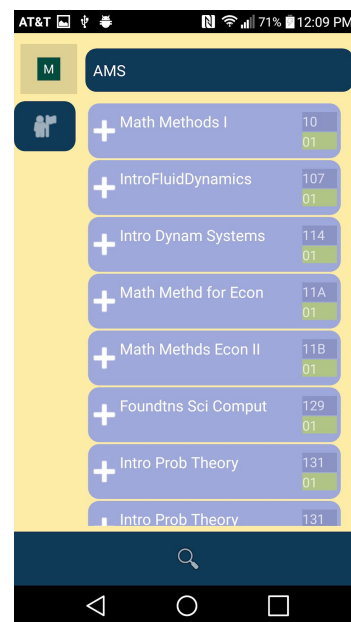 AT&T 71% 12:09 PM
M
AMS
Math Methods I 10
01
IntroFluidDynamics 107
01
Intro Dynam Systems 114
01
Math Methd for Econ 11A
01
Math Methds Econ II 11B
01
Foundtns Sci Comput 129
01
Intro Prob Theory 131
01
Intro Prob Theory 131